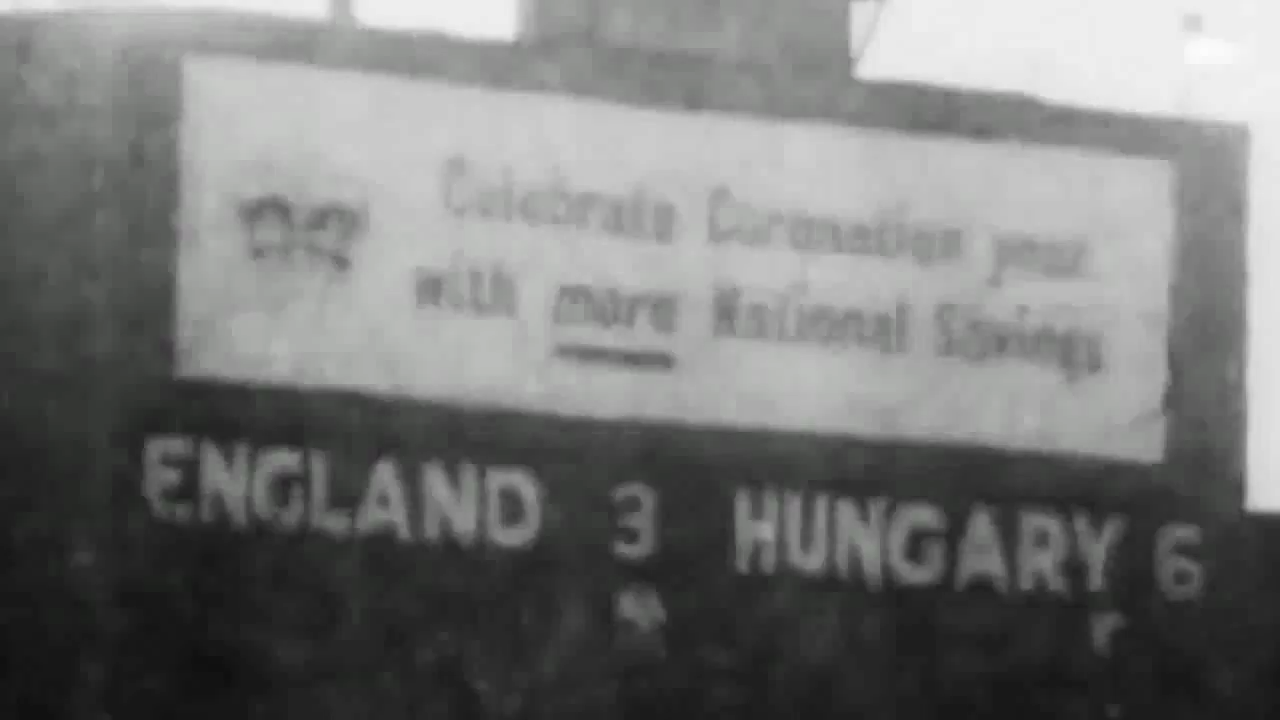 Celebrate Coronation year
with more National Savings
ENGLAND 3 HUNGARY 6